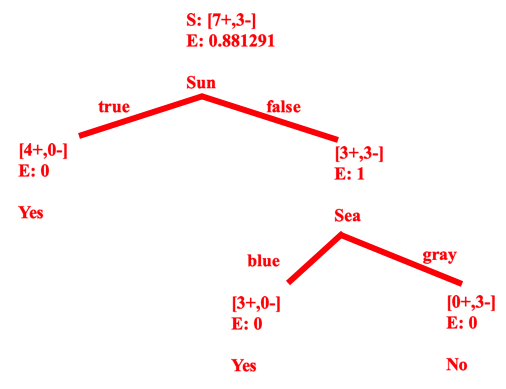 S: [7+,3-]
E: 0.881291
Sun
true
false
[4+,0-]
E: 0
Yes
[3+,3-]
E: 1
Sea
blue
gray
[3+,0-]
E: 0
Yes
[0+,3-]
E: 0
No